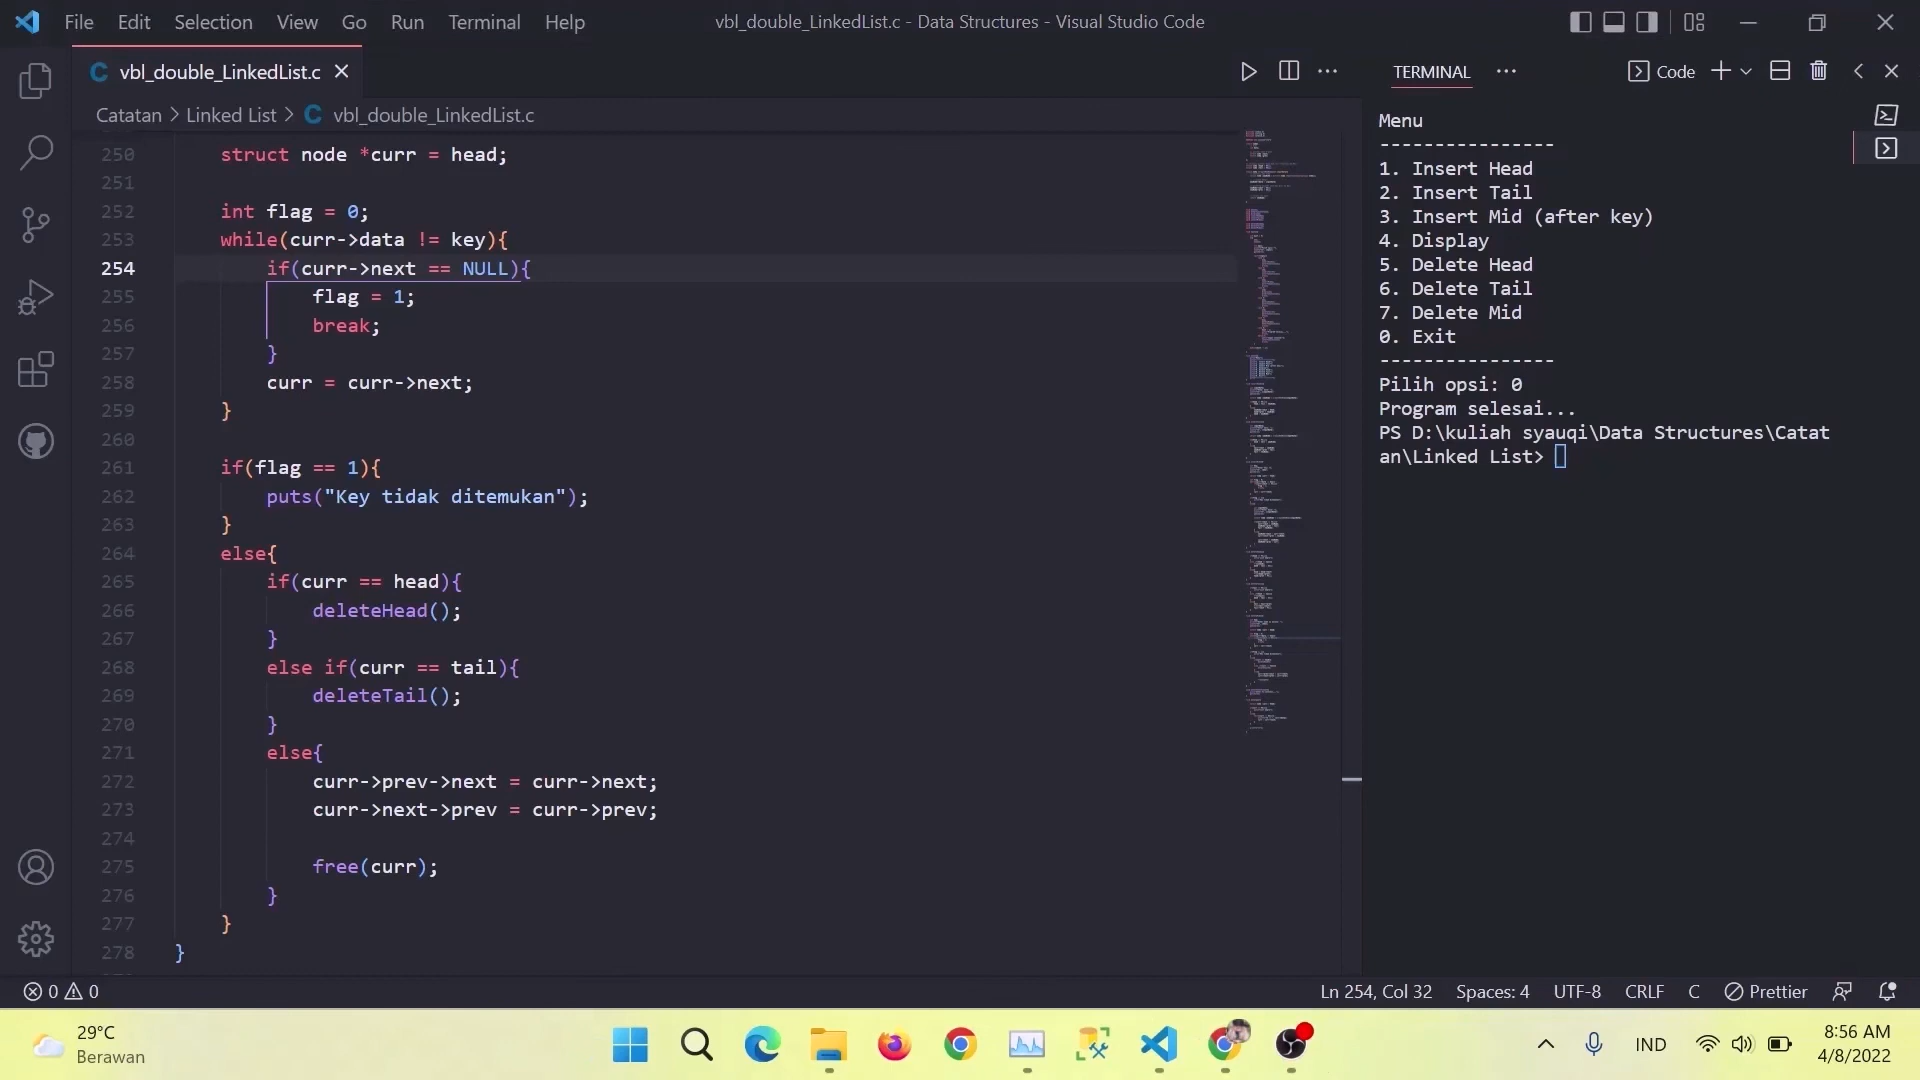 File Edit Selection View Go Run Terminal Help
vbl_double_LinkedList.c - Data Structures - Visual Studio Code
C vbl_double_LinkedList.c
Catatan > Linked List > C vbl_double_LinkedList.c
250 struct node *curr = head;
251
252 int flag = 0;
253 while(curr->data != key){
254 if(curr->next == NULL){
255 flag = 1;
256 break;
257 }
258 curr = curr->next;
259 }
260
261 if(flag == 1){
262 puts("Key tidak ditemukan");
263 }
264 else{
265 if(curr == head){
266 deleteHead();
267 }
268 else if(curr == tail){
269 deleteTail();
270 }
271 else{
272 curr->prev->next = curr->next;
273 curr->next->prev = curr->prev;
274
275 free(curr);
276 }
277 }
278 }
TERMINAL
Code
Menu
----------------
1. Insert Head
2. Insert Tail
3. Insert Mid (after key)
4. Display
5. Delete Head
6. Delete Tail
7. Delete Mid
0. Exit
----------------
Pilih opsi: 0
Program selesai...
PS D:\kuliah syauqi\Data Structures\Catat
an\Linked List>
0 0
Ln 254, Col 32 Spaces: 4 UTF-8 CRLF C Prettier
29°C
Berawan
IND
8:56 AM
4/8/2022